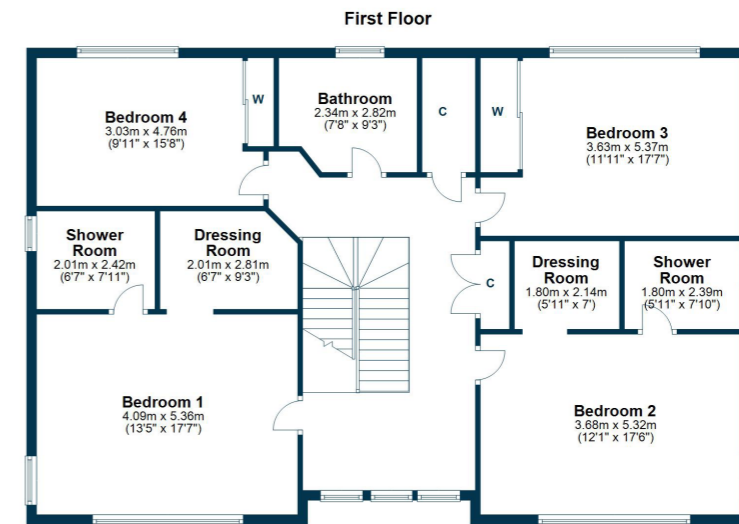 First Floor
Bedroom 4
3.03m x 4.76m
(9'11" x 15'8")
W
Bathroom
2.34m x 2.82m
(7'8" x 9'3")
C
W
Bedroom 3
3.63m x 5.37m
(11'11" x 17'7")
Shower
Room
2.01m x 2.42m
(6'7" x 7'11")
Dressing
Room
2.01m x 2.81m
(6'7" x 9'3")
C
Dressing
Room
1.80m x 2.14m
(5'11" x 7')
Shower
Room
1.80m x 2.39m
(5'11" x 7'10")
Bedroom 1
4.09m x 5.36m
(13'5" x 17'7")
Bedroom 2
3.68m x 5.32m
(12'1" x 17'6")